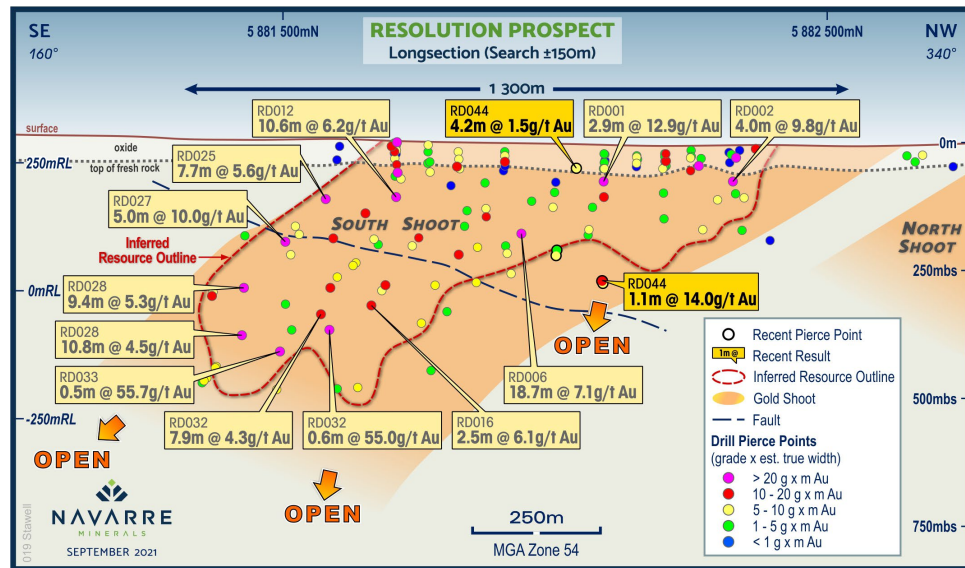 SE
160°
5 881 500mN
RESOLUTION PROSPECT
Longsection (Search ±150m)
5 882 500mN
NW
340°
1 300m
RD012
10.6m @ 6.2g/t Au
RD044
4.2m @ 1.5g/t Au
RD001
2.9m @ 12.9g/t Au
RD002
4.0m @ 9.8g/t Au
surface
oxide
250mRL
top of fresh rock
0m
RD025
7.7m @ 5.6g/t Au
RD027
5.0m @ 10.0g/t Au
SOUTH SHOOT
NORTH
SHOOT
Inferred
Resource Outline
250mbs
RD028
9.4m @ 5.3g/t Au
0mRL
RD044
1.1m @ 14.0g/t Au
OPEN
RD028
10.8m @ 4.5g/t Au
RD033
0.5m @ 55.7g/t Au
RD006
18.7m @ 7.1g/t Au
500mbs
-250mRL
RD032
7.9m @ 4.3g/t Au
RD032
0.6m @ 55.0g/t Au
RD016
2.5m @ 6.1g/t Au
OPEN
OPEN
Recent Pierce Point
1m @
Recent Result
Inferred Resource Outline
Gold Shoot
Fault
Drill Pierce Points
(grade x est. true width)
> 20 g x m Au
10 - 20 g x m Au
5 - 10 g x m Au
1 - 5 g x m Au
< 1 g x m Au
750mbs
NAVARRE
MINERALS
SEPTEMBER 2021
019 Stawell
250m
MGA Zone 54